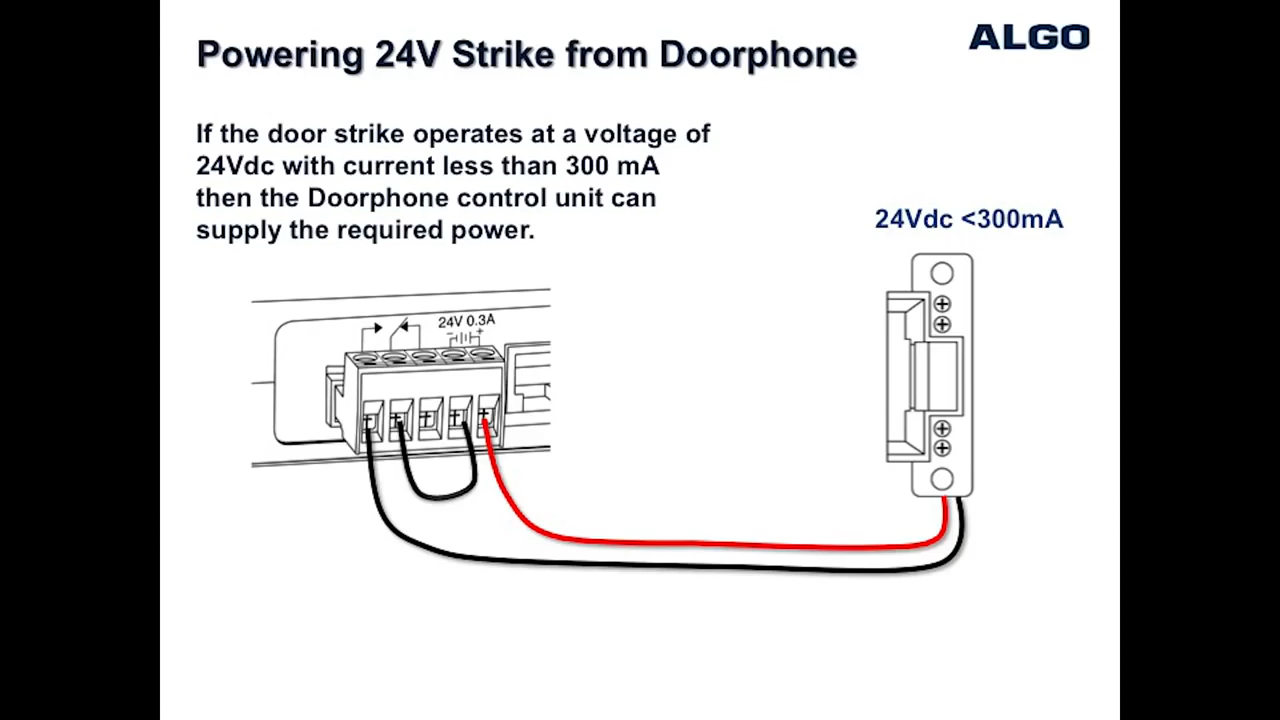 Powering 24V Strike from Doorphone
ALGO
If the door strike operates at a voltage of
24Vdc with current less than 300 mA
then the Doorphone control unit can
supply the required power.
24Vdc <300mA
24V 0.3A
- +